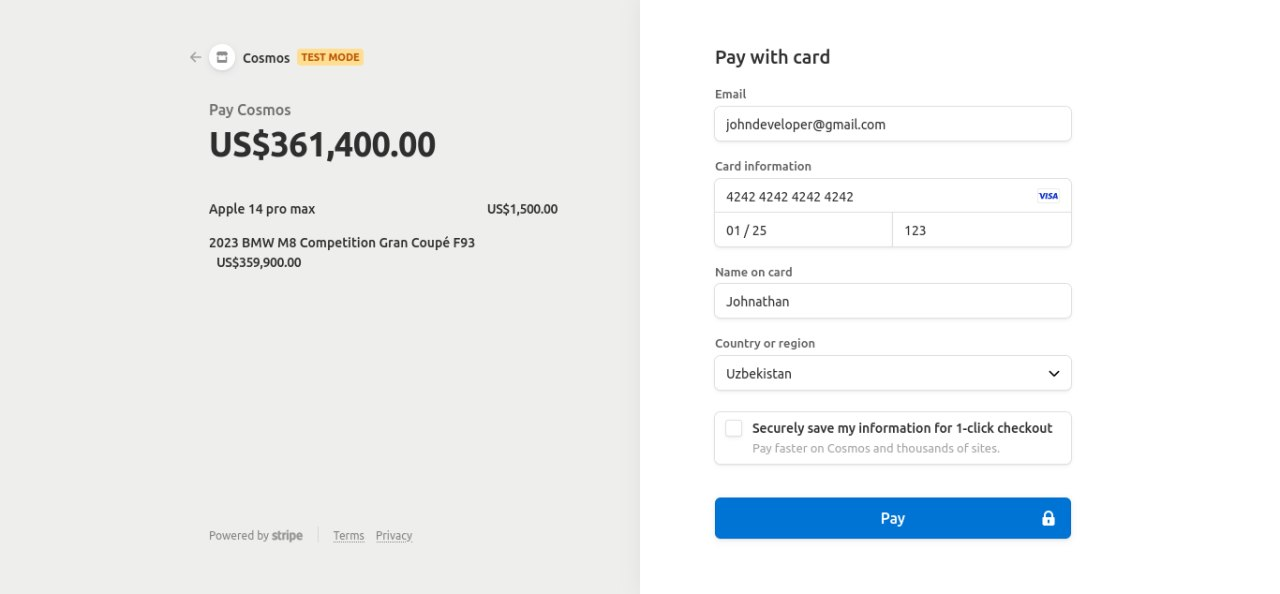 Cosmos TEST MODE
Pay Cosmos
US$361,400.00
Apple 14 pro max US$1,500.00
2023 BMW M8 Competition Gran Coupé F93
US$359,900.00
Powered by stripe Terms Privacy
Pay with card
Email
johndeveloper@gmail.com
Card information
4242 4242 4242 4242 VISA
01 / 25 123
Name on card
Johnathan
Country or region
Uzbekistan
Securely save my information for 1-click checkout
Pay faster on Cosmos and thousands of sites.
Pay